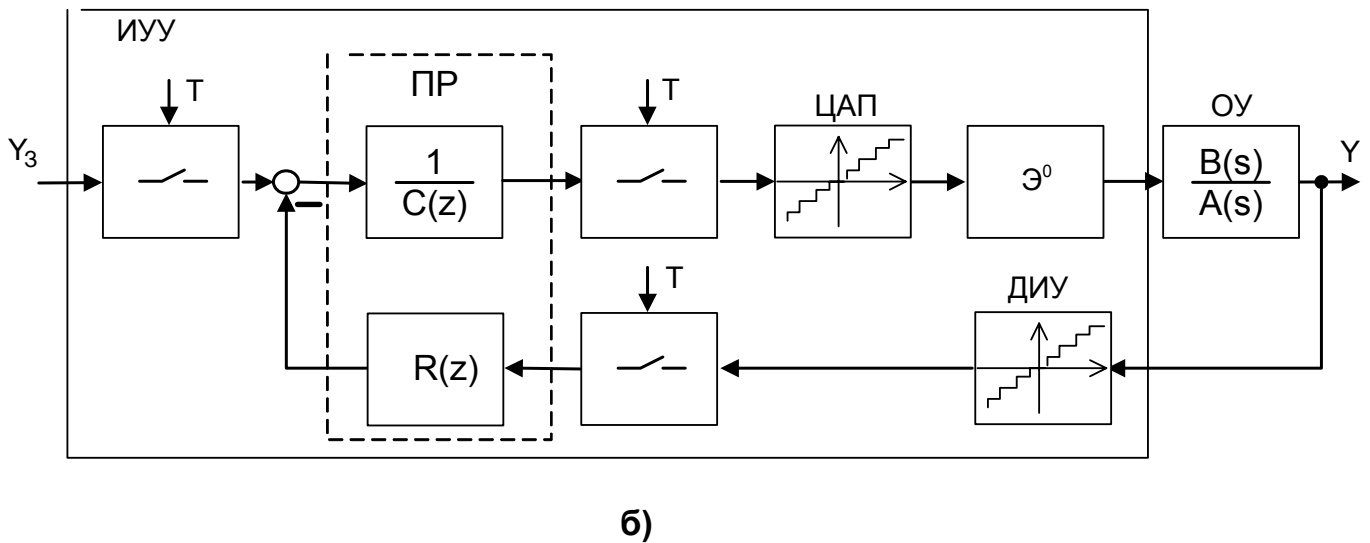 ИУУ
Т
ПР
Т
ЦАП
ОУ
Y3
1
C(z)
Э0
B(s)
A(s)
Y
Т
ДИУ
R(z)
б)